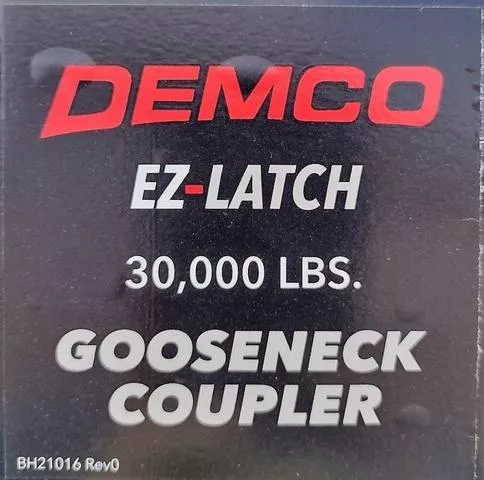 DEMCO
EZ-LATCH
30,000 LBS.
GOOSENECK
COUPLER
BH21016 Rev0